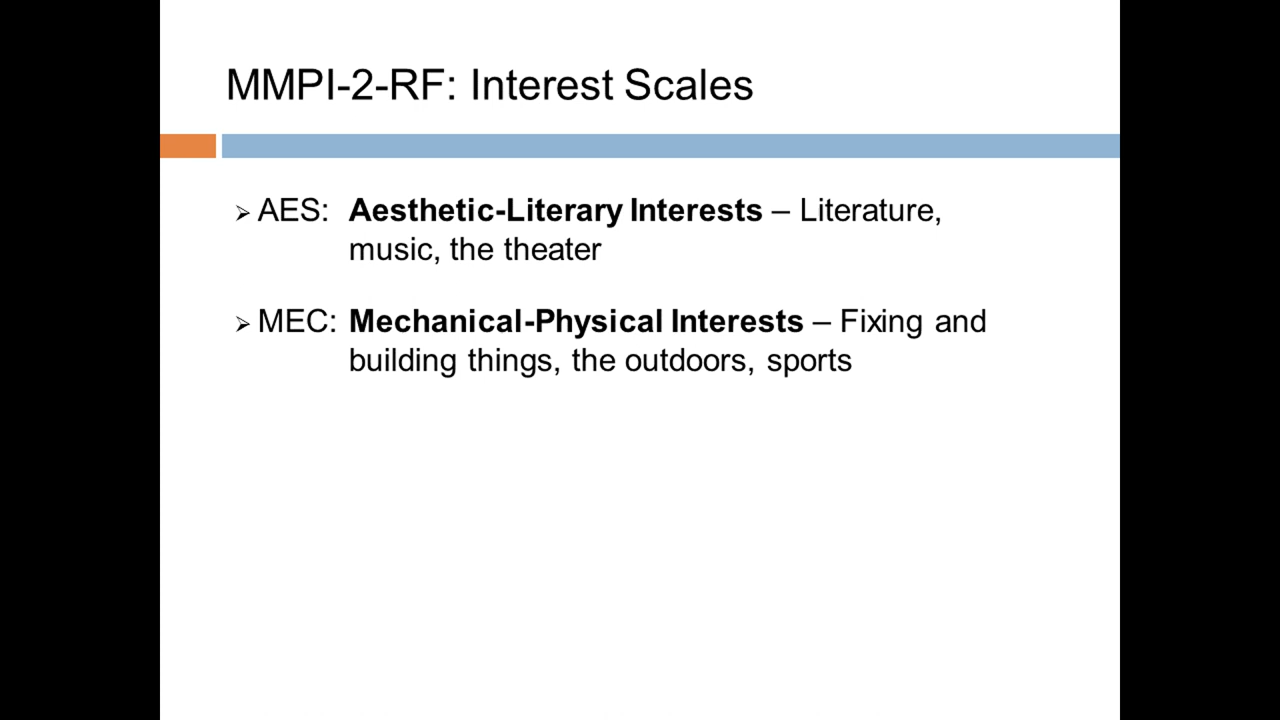 MMPI-2-RF: Interest Scales
➢ AES: Aesthetic-Literary Interests – Literature,
music, the theater
➢ MEC: Mechanical-Physical Interests – Fixing and
building things, the outdoors, sports